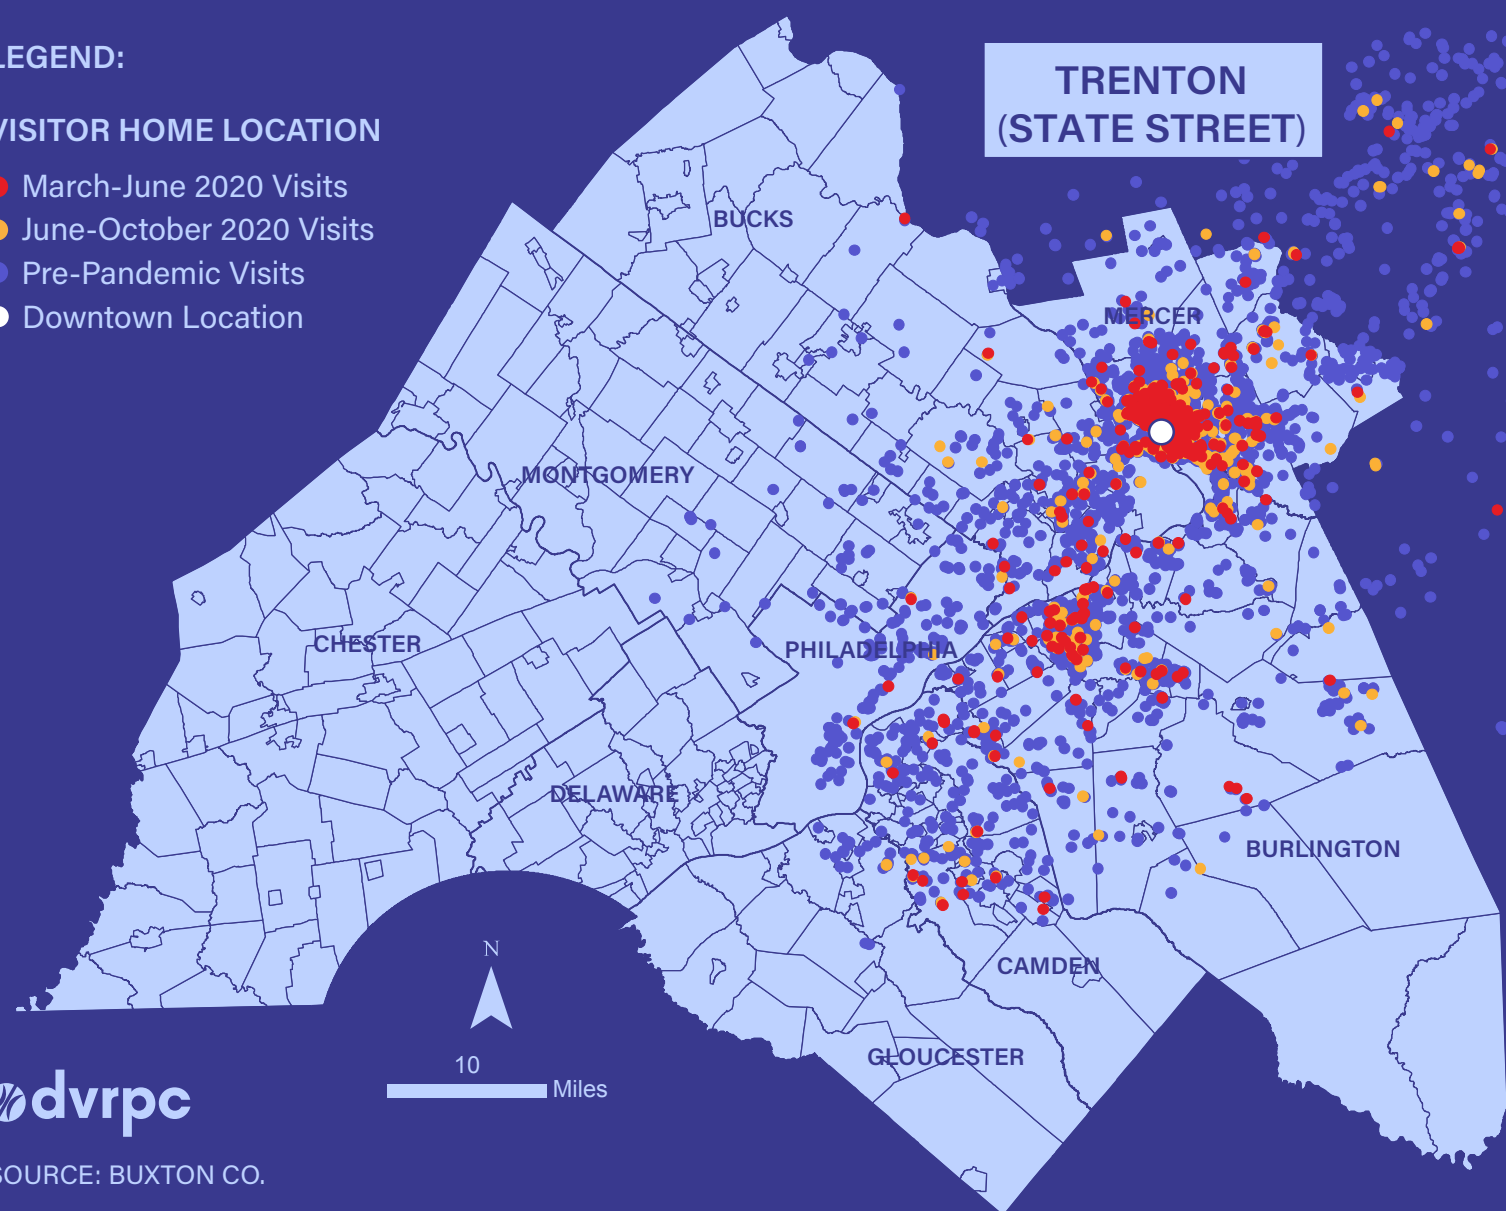 LEGEND:
VISITOR HOME LOCATION
March-June 2020 Visits
June-October 2020 Visits
Pre-Pandemic Visits
Downtown Location
TRENTON
(STATE STREET)
BUCKS
MERCER
MONTGOMERY
CHESTER
PHILADELPHIA
DELAWARE
BURLINGTON
CAMDEN
GLOUCESTER
N
10
Miles
dvrpc
SOURCE: BUXTON CO.